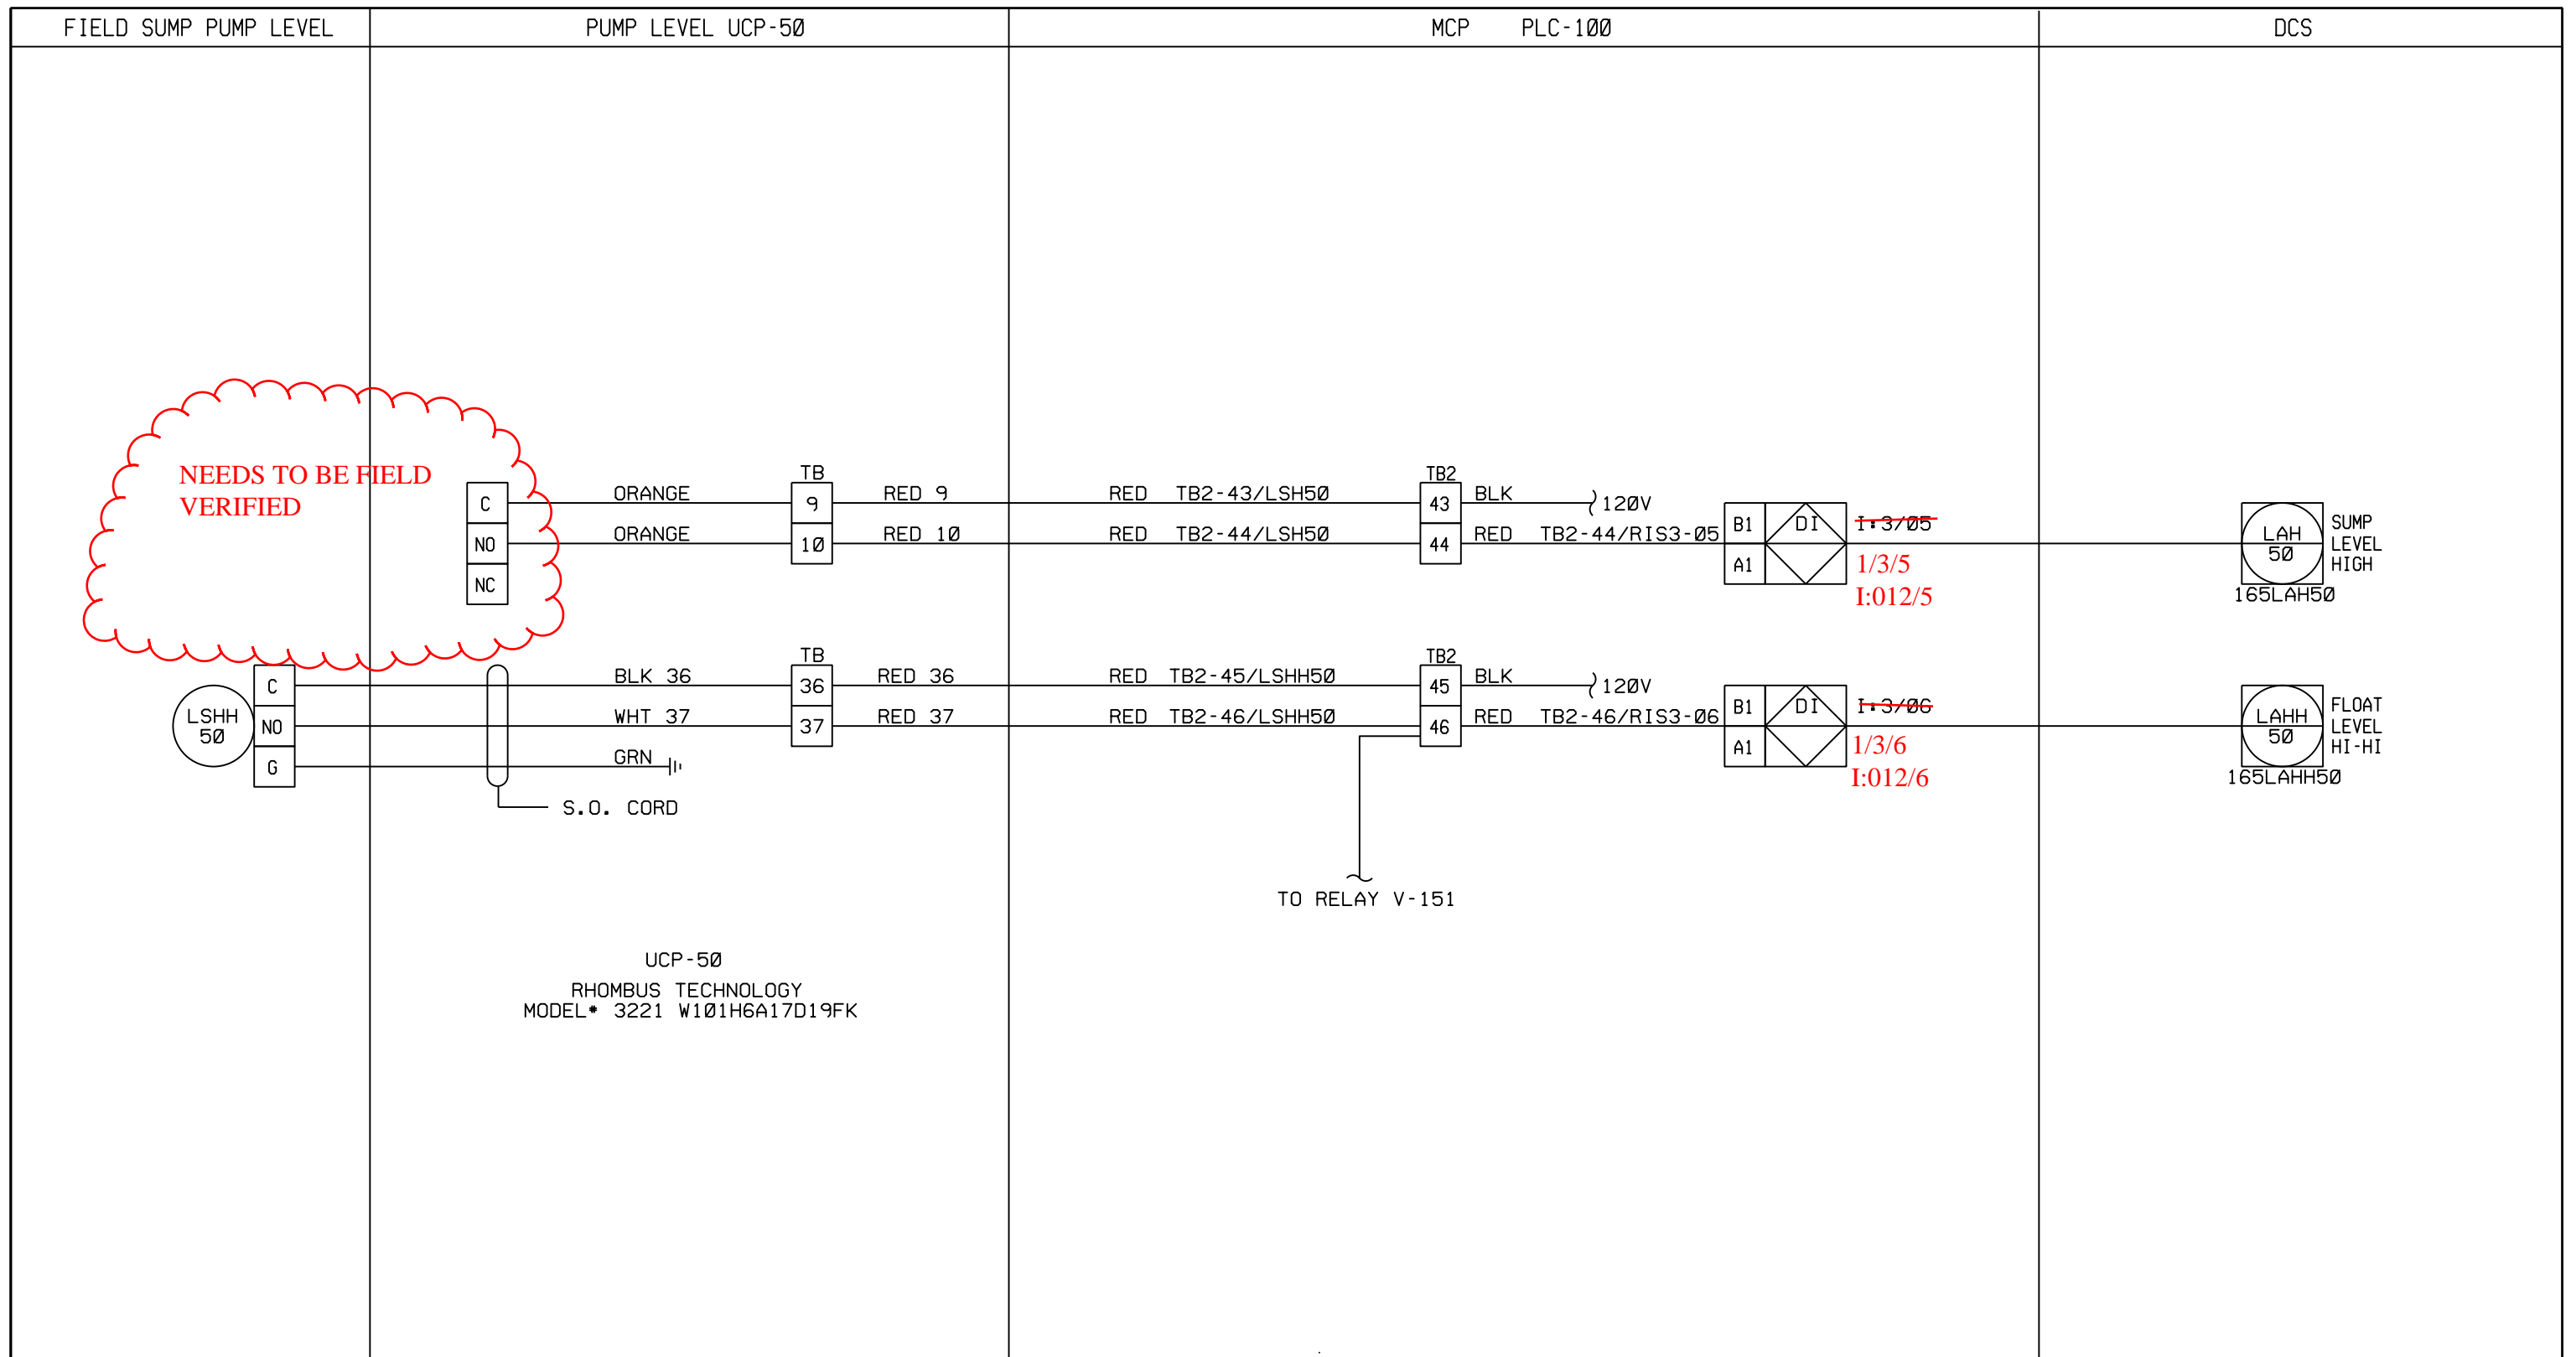 FIELD SUMP PUMP LEVEL
PUMP LEVEL UCP-5Ø
MCP PLC-1ØØ
DCS
NEEDS TO BE FIELD
VERIFIED
C
NO
NC
ORANGE
ORANGE
TB
9
1Ø
RED 9
RED 1Ø
RED TB2-43/LSH5Ø
RED TB2-44/LSH5Ø
TB2
43
44
BLK
12ØV
RED TB2-44/RIS3-Ø5
B1
A1
DI
I:3/Ø5
1/3/5
I:012/5
LAH
5Ø
SUMP
LEVEL
HIGH
165LAH5Ø
LSHH
5Ø
C
NO
G
BLK 36
WHT 37
GRN
S.O. CORD
TB
36
37
RED 36
RED 37
RED TB2-45/LSHH5Ø
RED TB2-46/LSHH5Ø
TB2
45
46
BLK
12ØV
RED TB2-46/RIS3-Ø6
B1
A1
DI
I:3/Ø6
1/3/6
I:012/6
LAHH
5Ø
FLOAT
LEVEL
HI-HI
165LAHH5Ø
TO RELAY V-151
UCP-5Ø
RHOMBUS TECHNOLOGY
MODEL# 3221 W1Ø1H6A17D19FK